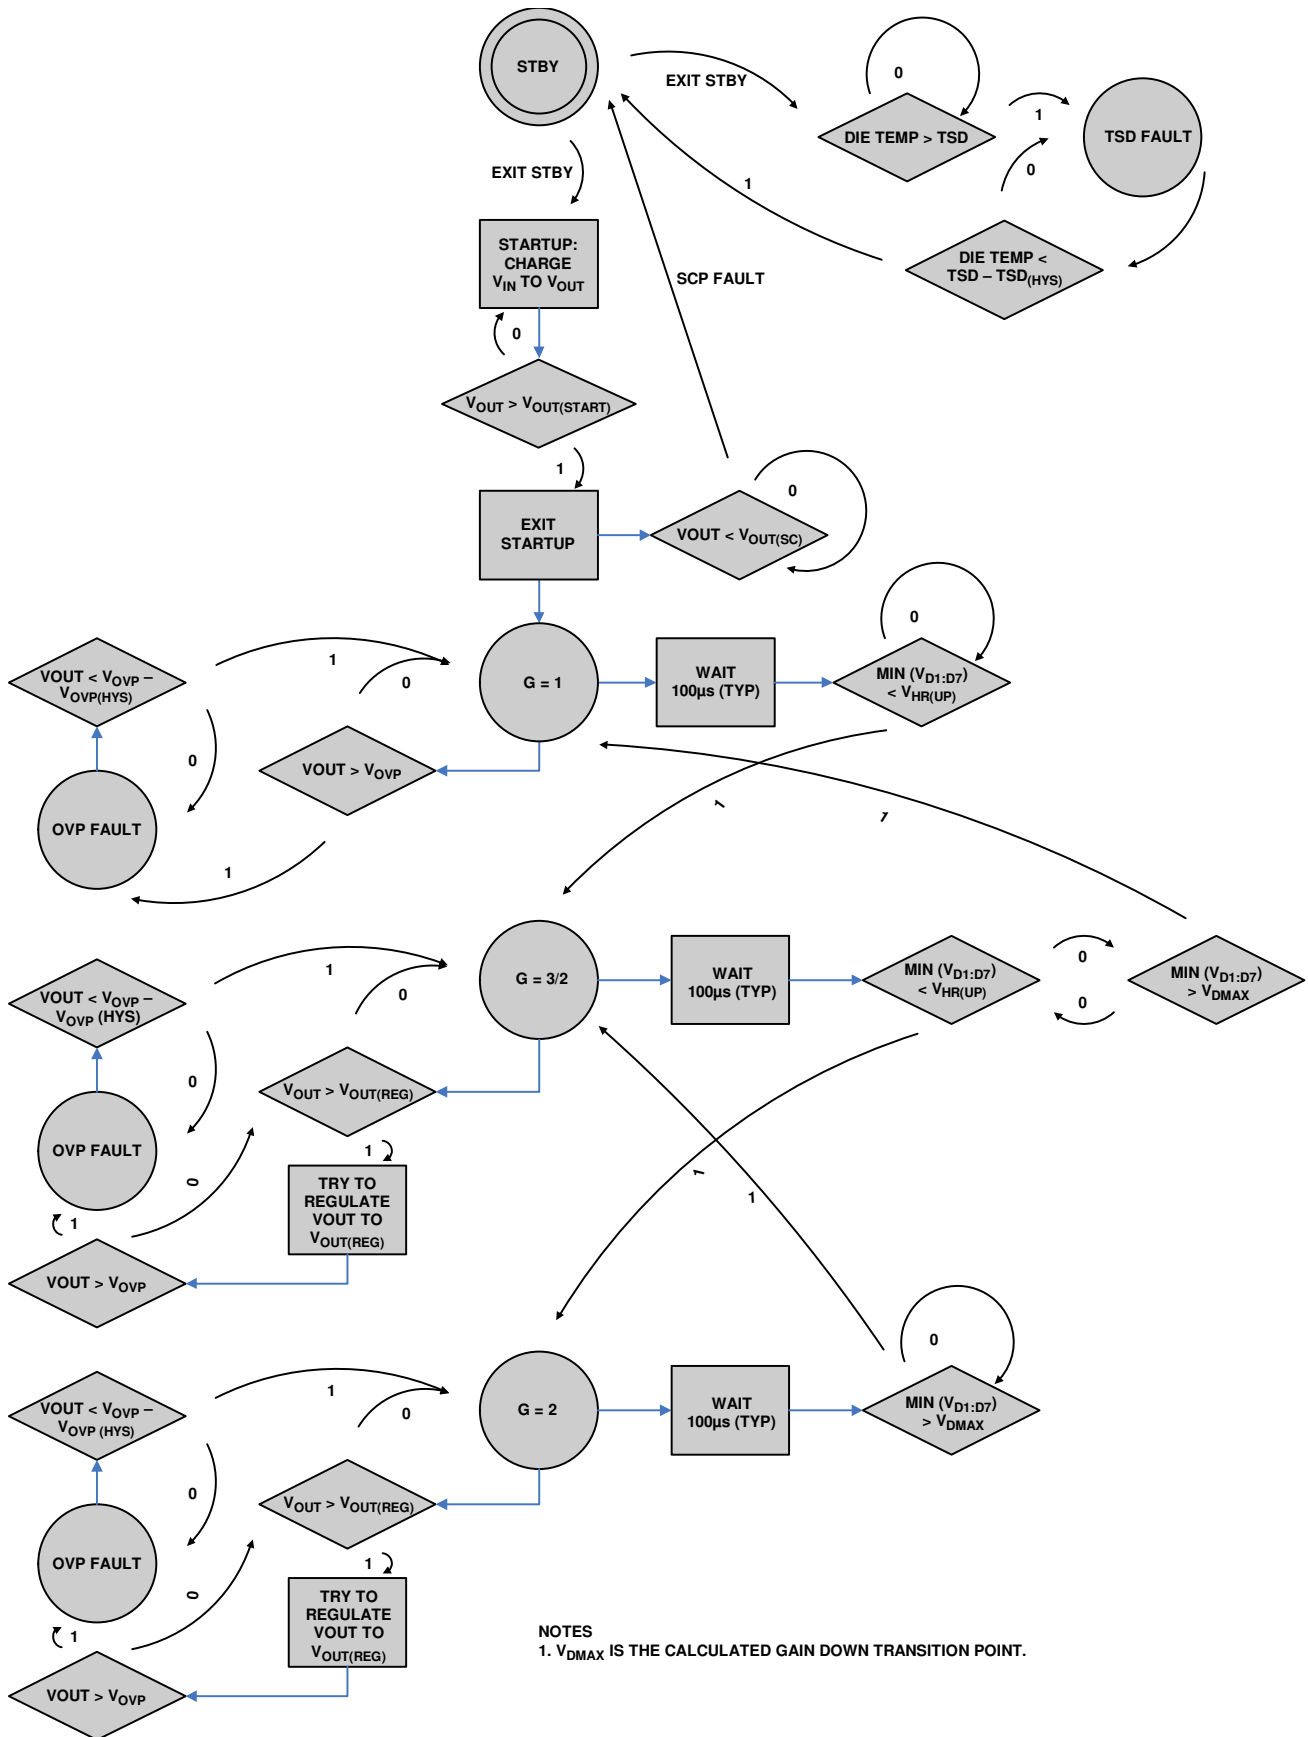 STBY
EXIT STBY
0
DIE TEMP > TSD
1
TSD FAULT
0
EXIT STBY
1
DIE TEMP <
TSD – TSD(HYS)
STARTUP:
CHARGE
VIN TO VOUT
SCP FAULT
0
VOUT > VOUT(START)
1
EXIT
STARTUP
VOUT < VOUT(SC)
0
VOUT < VOVP –
VOVP(HYS)
1
0
G = 1
WAIT
100µs (TYP)
0
MIN (VD1:D7)
< VHR(UP)
0
VOUT > VOVP
OVP FAULT
1
1
1
VOUT < VOVP –
VOVP (HYS)
1
0
G = 3/2
WAIT
100µs (TYP)
MIN (VD1:D7)
< VHR(UP)
0
0
MIN (VD1:D7)
> VDMAX
0
VOUT > VOUT(REG)
OVP FAULT
1
0
TRY TO
REGULATE
VOUT TO
VOUT(REG)
1
VOUT > VOVP
1
1
VOUT < VOVP –
VOVP (HYS)
1
0
G = 2
WAIT
100µs (TYP)
0
MIN (VD1:D7)
> VDMAX
0
VOUT > VOUT(REG)
OVP FAULT
1
0
TRY TO
REGULATE
VOUT TO
VOUT(REG)
1
VOUT > VOVP
NOTES
1. VDMAX IS THE CALCULATED GAIN DOWN TRANSITION POINT.